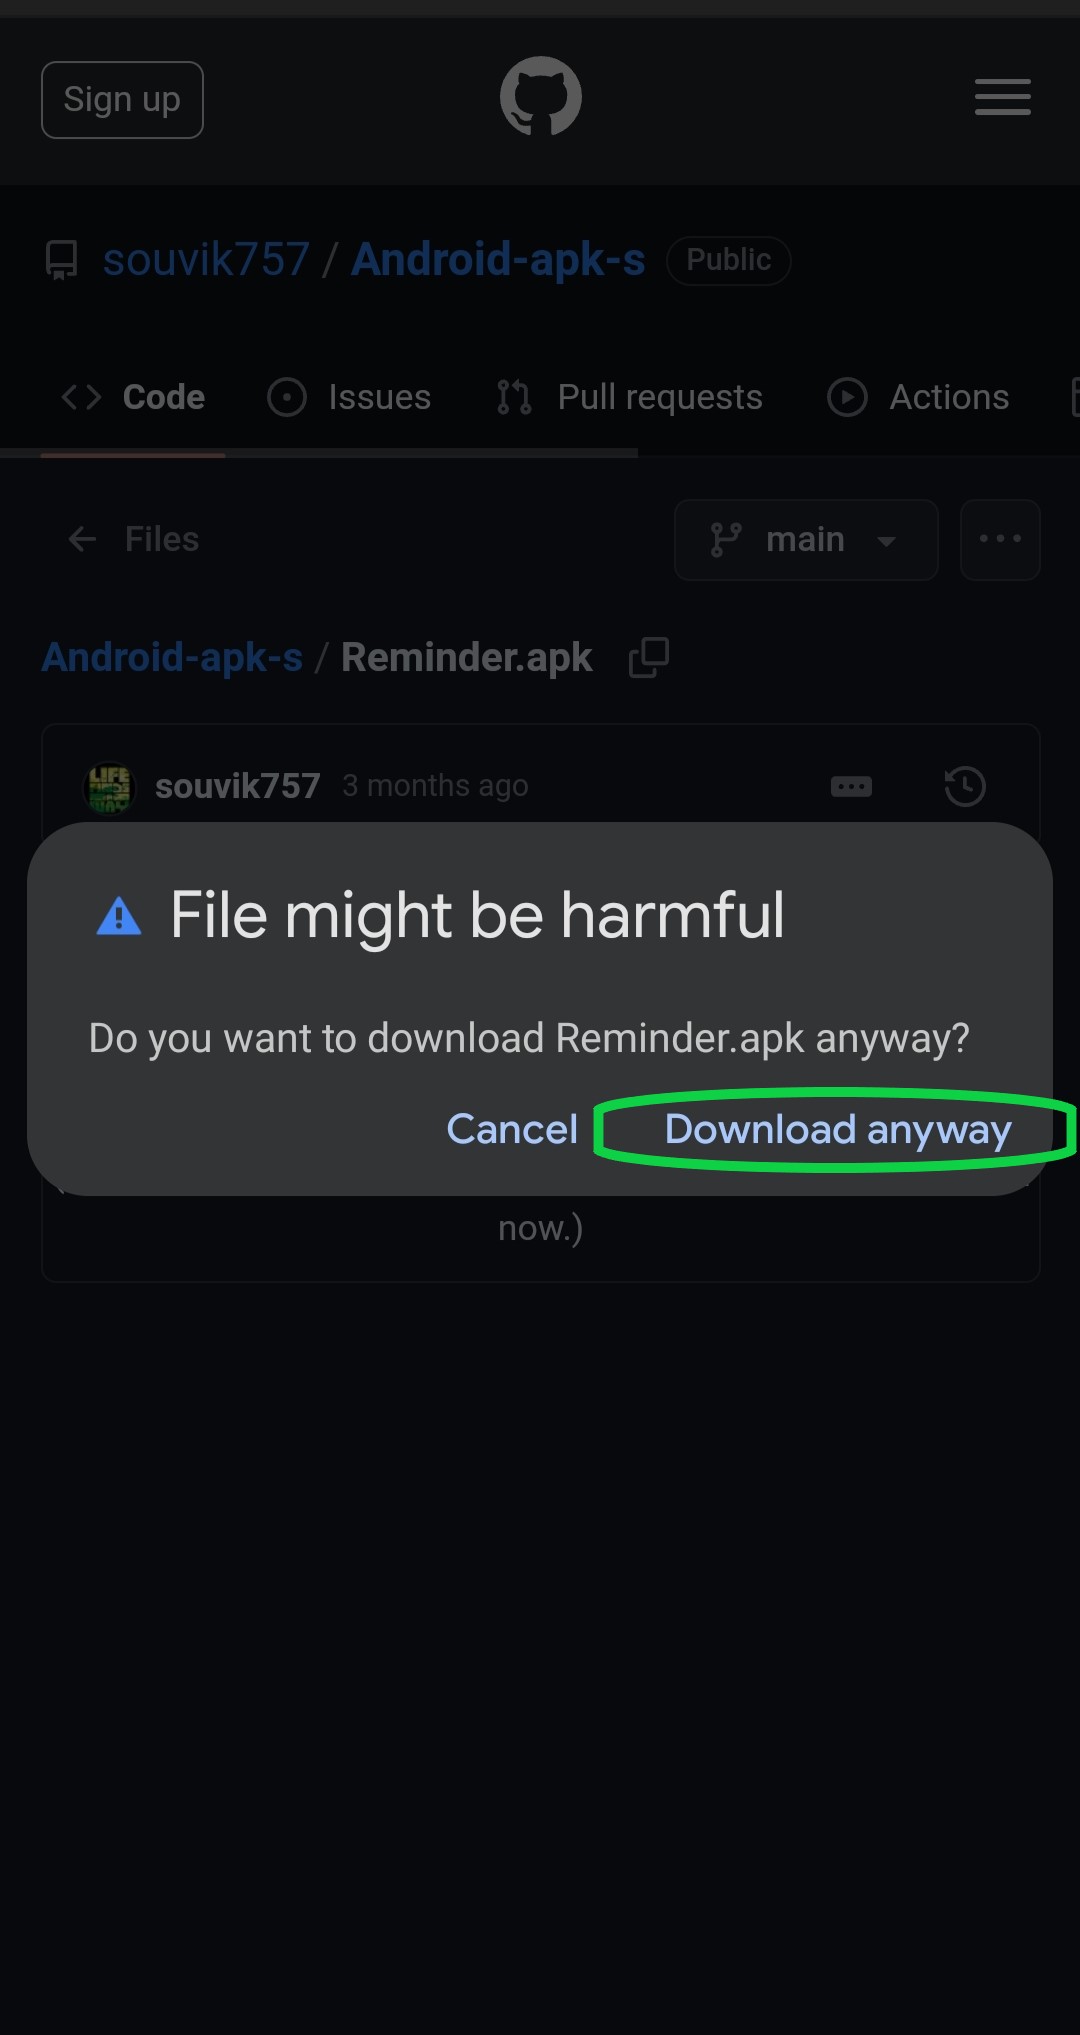 Sign up
souvik757 / Android-apk-s Public
Code Issues Pull requests Actions
Files main
Android-apk-s / Reminder.apk
LIFE
souvik757 3 months ago
File might be harmful
Do you want to download Reminder.apk anyway?
Cancel Download anyway
now.)